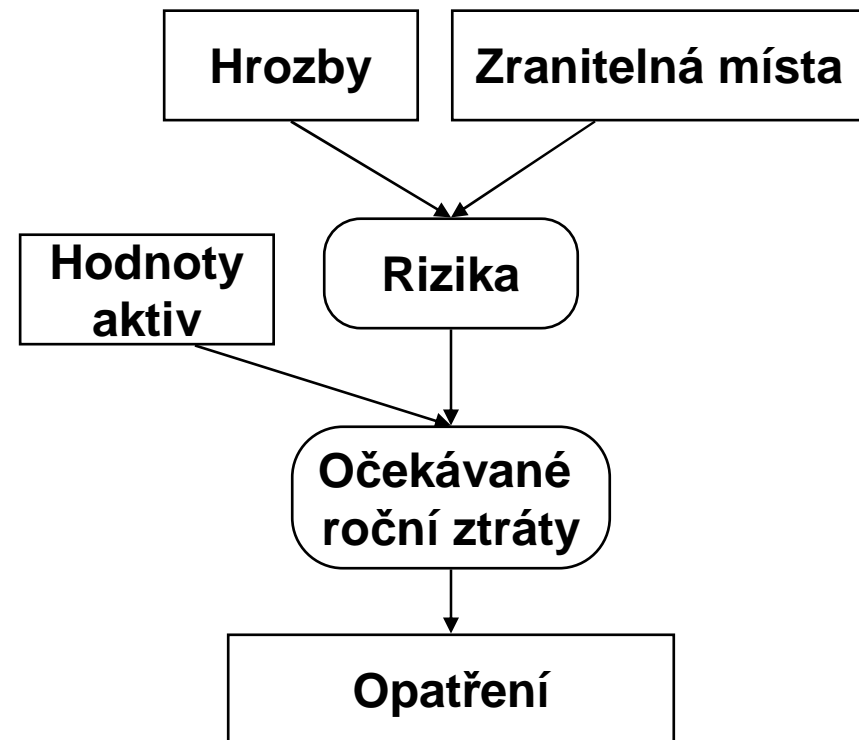 Hrozby
Zranitelná místa
Hodnoty
aktiv
Rizika
Očekávané
roční ztráty
Opatření